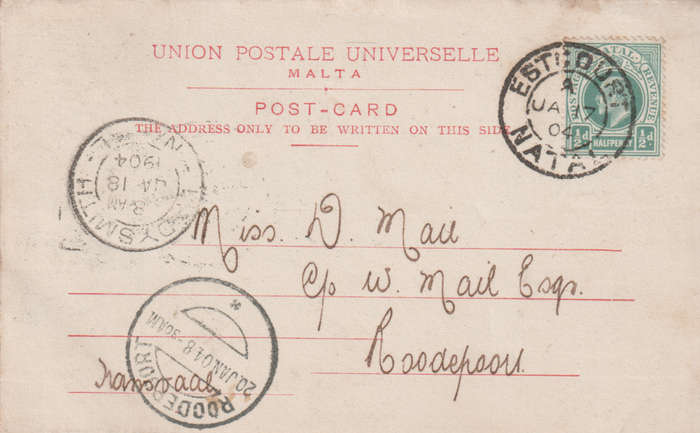 UNION POSTALE UNIVERSELLE
MALTA
POST-CARD
THE ADDRESS ONLY TO BE WRITTEN ON THIS SIDE
ESTCOURT
A
JA 17
04
NATAL
NATAL REVENUE
POSTAGE
½d ½d
HALFPENNY
LADYSMITH
8 AM
JA 18
1904
NATAL
Miss. D. Mail
C/o W. Mail Esqr.
Roodepoort
Transvaal
ROODEPOORT
20 JAN 04 8-30AM